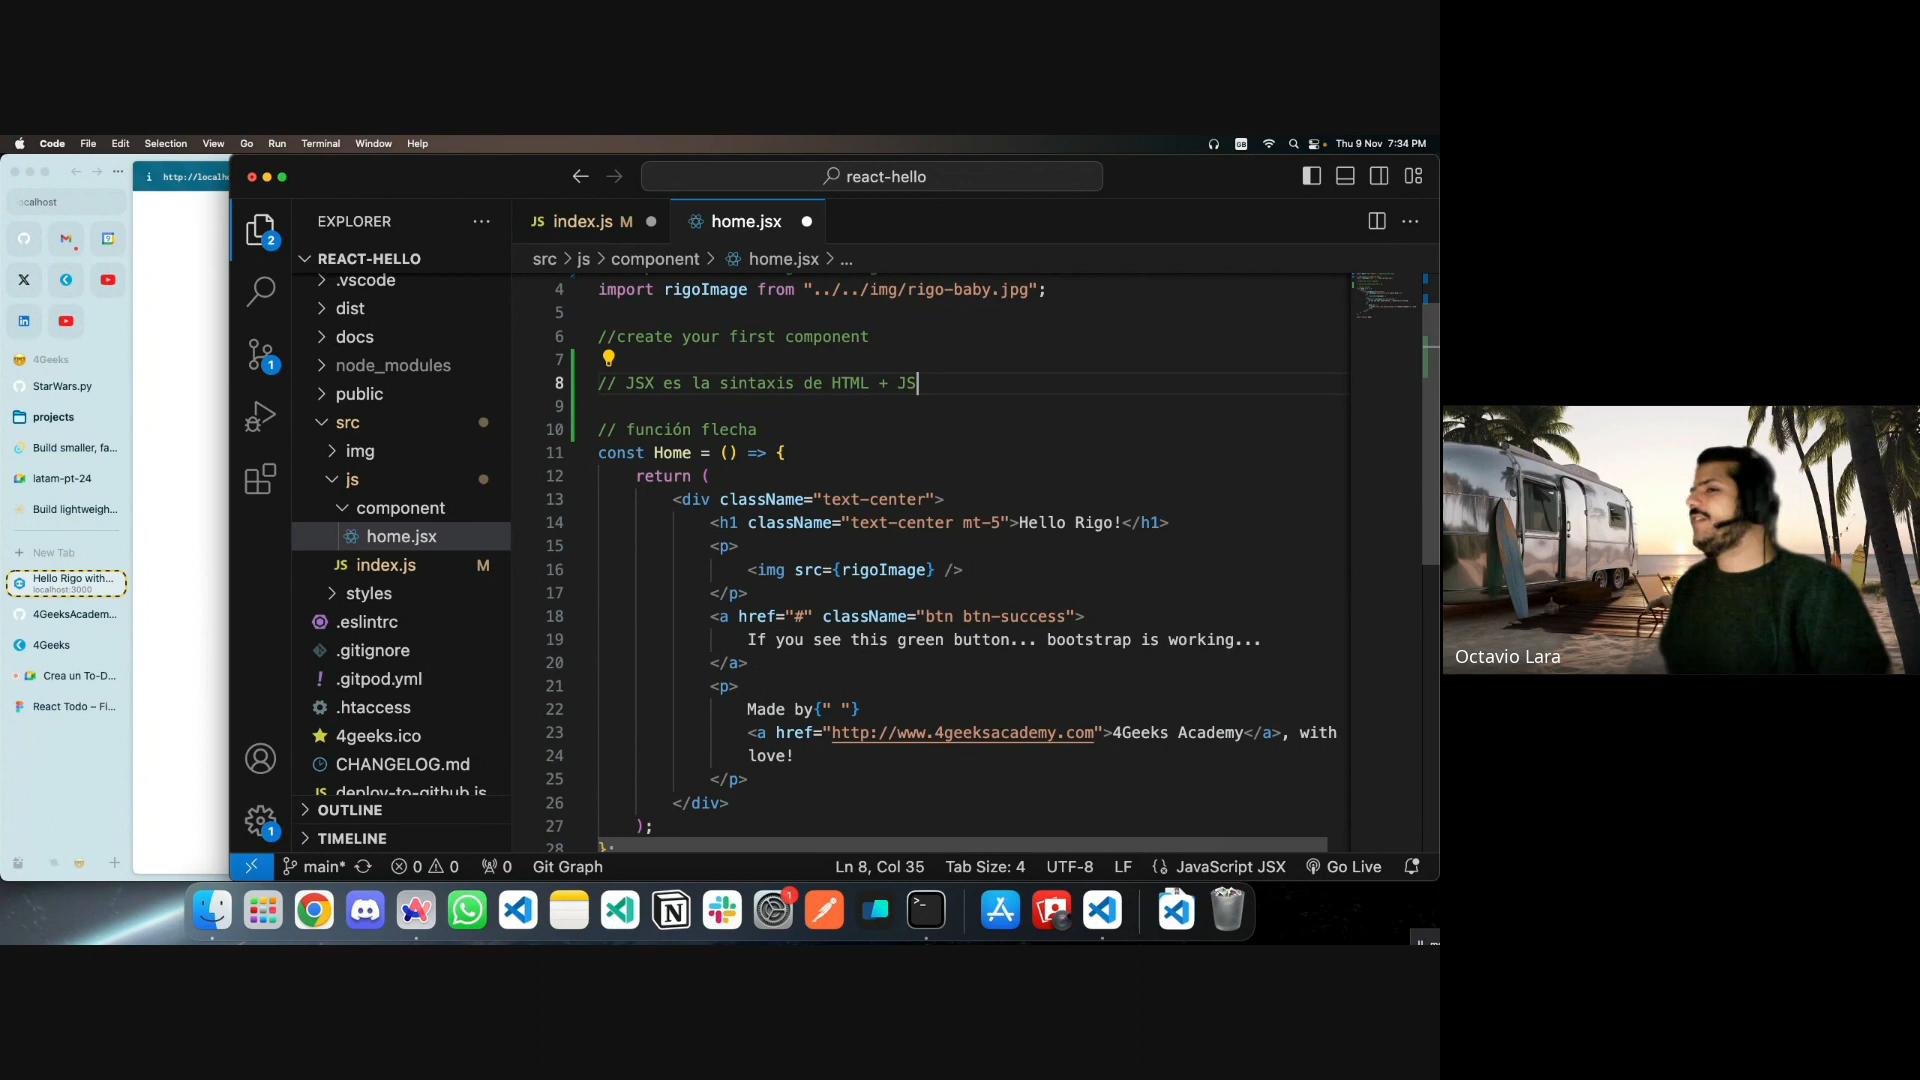 Code File Edit Selection View Go Run Terminal Window Help
GB Thu 9 Nov 7:34 PM
http://localh
react-hello
EXPLORER
REACT-HELLO
.vscode
dist
docs
node_modules
public
src
img
js
component
home.jsx
JS index.js M
styles
.eslintrc
.gitignore
! .gitpod.yml
.htaccess
4geeks.ico
CHANGELOG.md
JS deploy-to-github.js
OUTLINE
TIMELINE
2
1
1
JS index.js M
home.jsx
src > js > component > home.jsx > ...
4 import rigoImage from "../../img/rigo-baby.jpg";
5
6 //create your first component
7
8 // JSX es la sintaxis de HTML + JS
9
10 // función flecha
11 const Home = () => {
12 return (
13 <div className="text-center">
14 <h1 className="text-center mt-5">Hello Rigo!</h1>
15 <p>
16 <img src={rigoImage} />
17 </p>
18 <a href="#" className="btn btn-success">
19 If you see this green button... bootstrap is working...
20 </a>
21 <p>
22 Made by{" "}
23 <a href="http://www.4geeksacademy.com">4Geeks Academy</a>, with
24 love!
25 </p>
26 </div>
27 );
28 };
main* 0 0 0 Git Graph
Ln 8, Col 35 Tab Size: 4 UTF-8 LF JavaScript JSX Go Live
ocalhost
4Geeks
StarWars.py
projects
Build smaller, fa...
latam-pt-24
Build lightweigh...
New Tab
Hello Rigo with...
localhost:3000
4GeeksAcadem...
4Geeks
Crea un To-D...
React Todo – Fi...
1
Octavio Lara